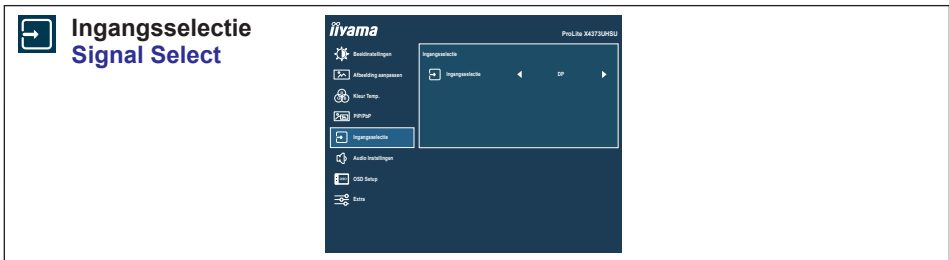 Ingangsselectie
Signal Select
iiyama
ProLite X4373UHSU
Beeldinstellingen
Afbeelding aanpassen
Kleur Temp.
PIP/PbP
Ingangsselectie
Audio Instellingen
OSD Setup
Extra
Ingangsselectie
Ingangsselectie DP